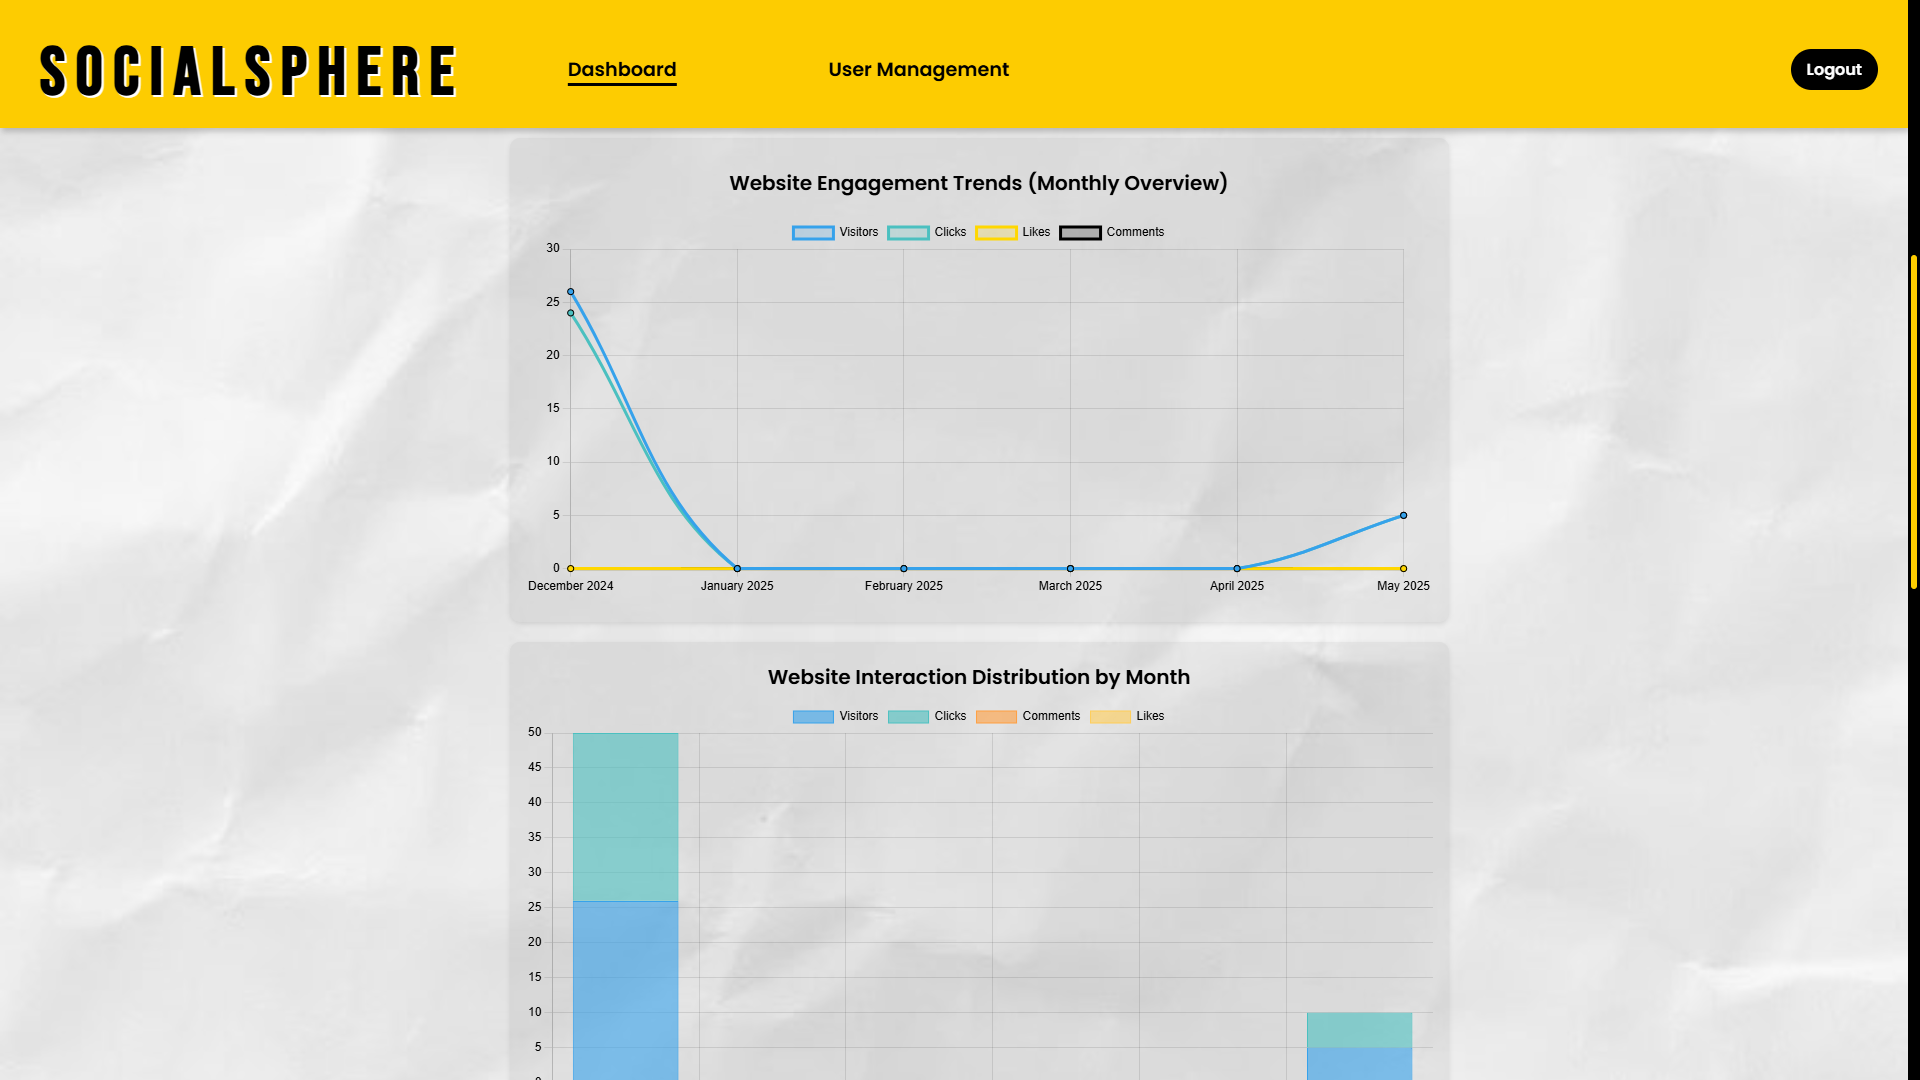 SOCIALSPHERE
Dashboard
User Management
Logout
Website Engagement Trends (Monthly Overview)
Visitors Clicks Likes Comments
30
25
20
15
10
5
0
December 2024 January 2025 February 2025 March 2025 April 2025 May 2025
Website Interaction Distribution by Month
Visitors Clicks Comments Likes
50
45
40
35
30
25
20
15
10
5
0